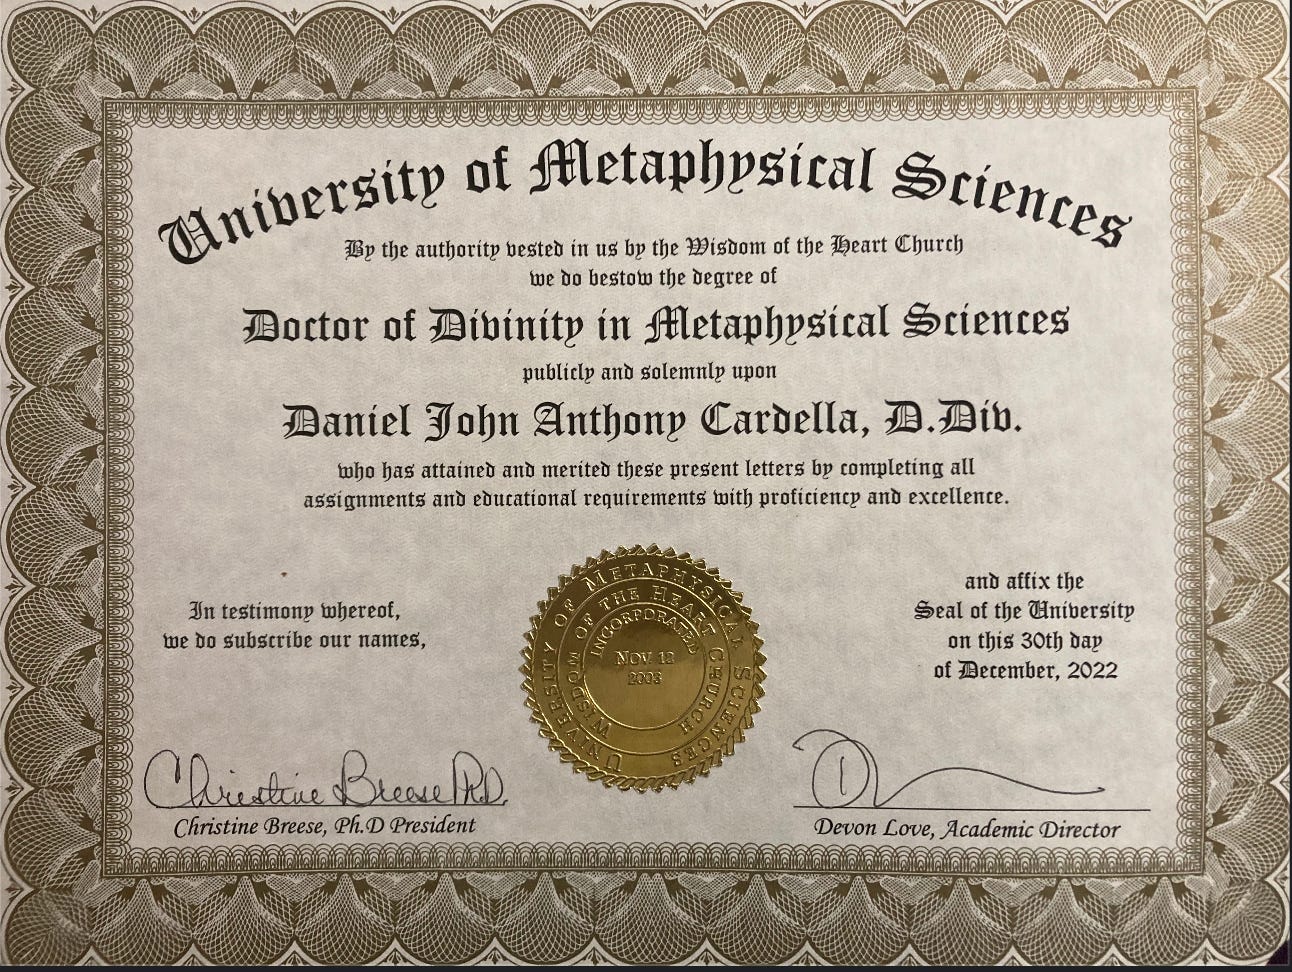 University of Metaphysical Sciences
By the authority vested in us by the Wisdom of the Heart Church
we do bestow the degree of
Doctor of Divinity in Metaphysical Sciences
publicly and solemnly upon
Daniel John Anthony Cardella, D.Div.
who has attained and merited these present letters by completing all
assignments and educational requirements with proficiency and excellence.
In testimony whereof,
we do subscribe our names,
UNIVERSITY OF METAPHYSICAL SCIENCES
WISDOM OF THE HEART CHURCH
INCORPORATED
NOV 12
2003
and affix the
Seal of the University
on this 30th day
of December, 2022
Christine Breese PhD.
Christine Breese, Ph.D President
Devon Love, Academic Director